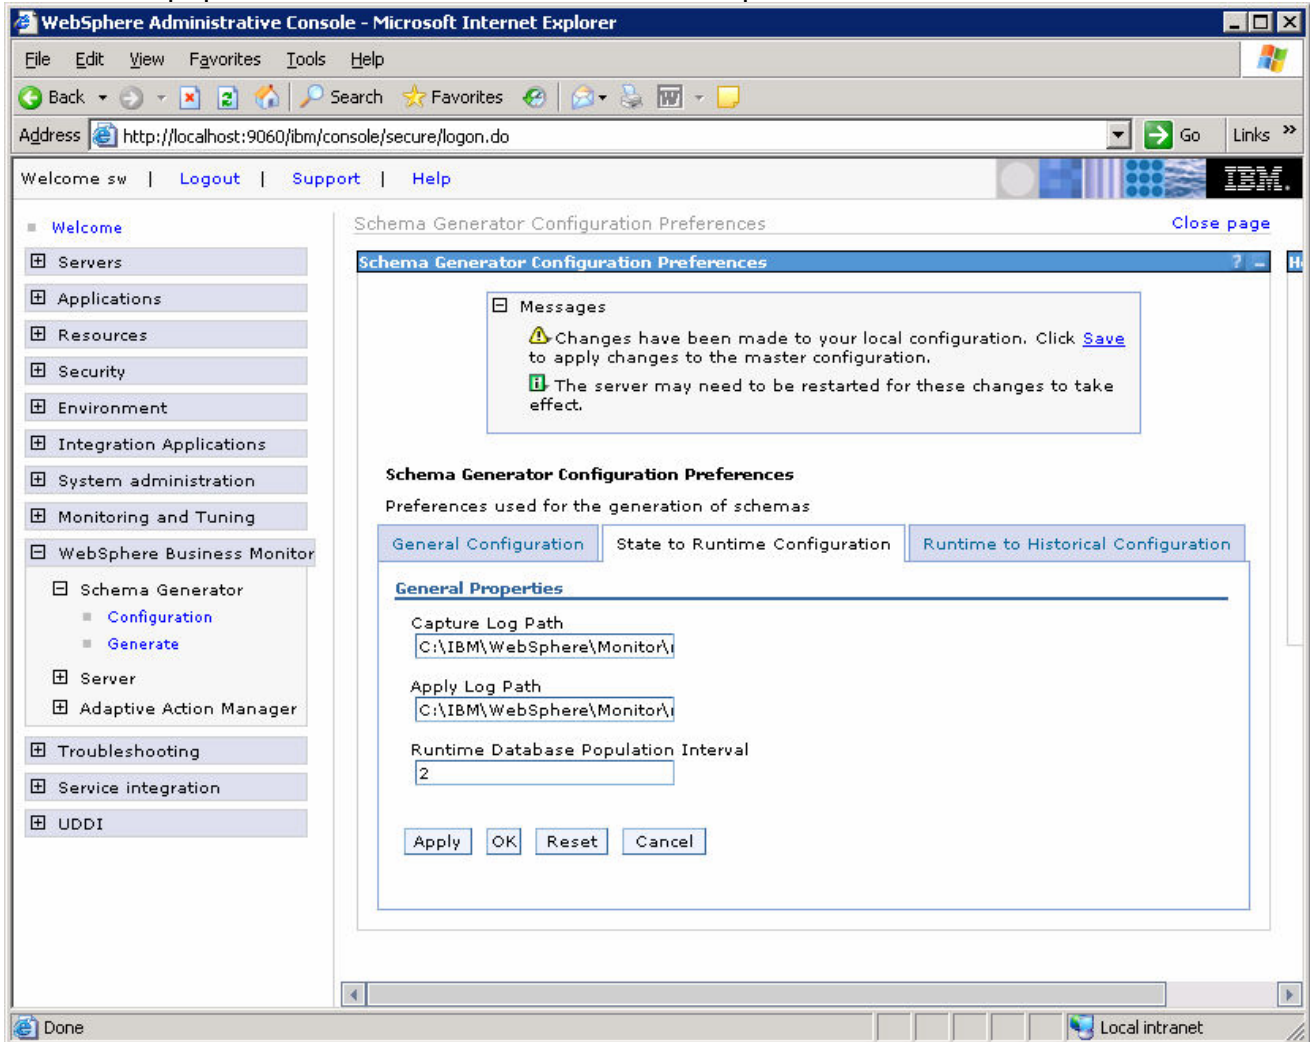 WebSphere Administrative Console - Microsoft Internet Explorer
File Edit View Favorites Tools Help
Back Search Favorites
Address http://localhost:9060/ibm/console/secure/logon.do Go Links »
Welcome sw | Logout | Support | Help IBM.
Welcome
Servers
Applications
Resources
Security
Environment
Integration Applications
System administration
Monitoring and Tuning
WebSphere Business Monitor
Schema Generator
Configuration
Generate
Server
Adaptive Action Manager
Troubleshooting
Service integration
UDDI
Schema Generator Configuration Preferences Close page
Schema Generator Configuration Preferences ? -
Messages
Changes have been made to your local configuration. Click Save
to apply changes to the master configuration.
The server may need to be restarted for these changes to take
effect.
Schema Generator Configuration Preferences
Preferences used for the generation of schemas
General Configuration State to Runtime Configuration Runtime to Historical Configuration
General Properties
Capture Log Path
C:\IBM\WebSphere\Monitor\
Apply Log Path
C:\IBM\WebSphere\Monitor\
Runtime Database Population Interval
2
Apply OK Reset Cancel
Done Local intranet